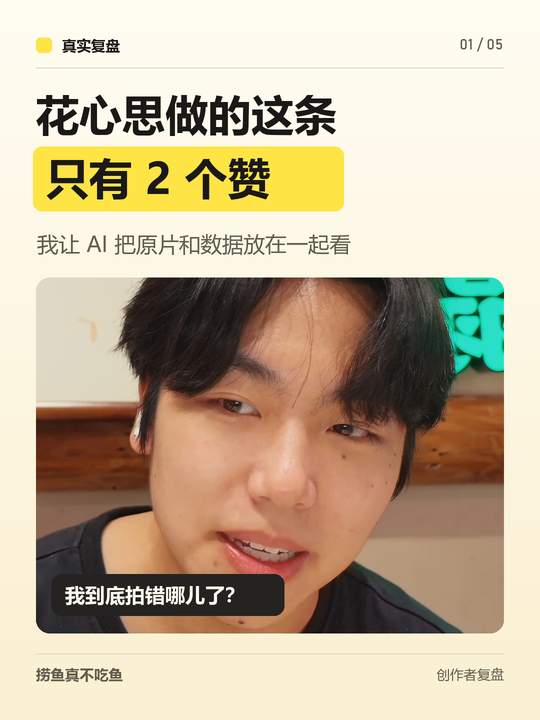 真实复盘
01 / 05
花心思做的这条
只有 2 个赞
我让 AI 把原片和数据放在一起看
我到底拍错哪儿了？
捞鱼真不吃鱼
创作者复盘